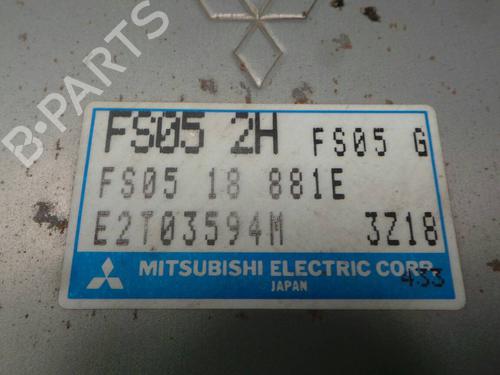 B-PARTS
FS05 2H FS05 G
FS05 18 881E
E2T03594M 3Z18
MITSUBISHI ELECTRIC CORP.
JAPAN
433